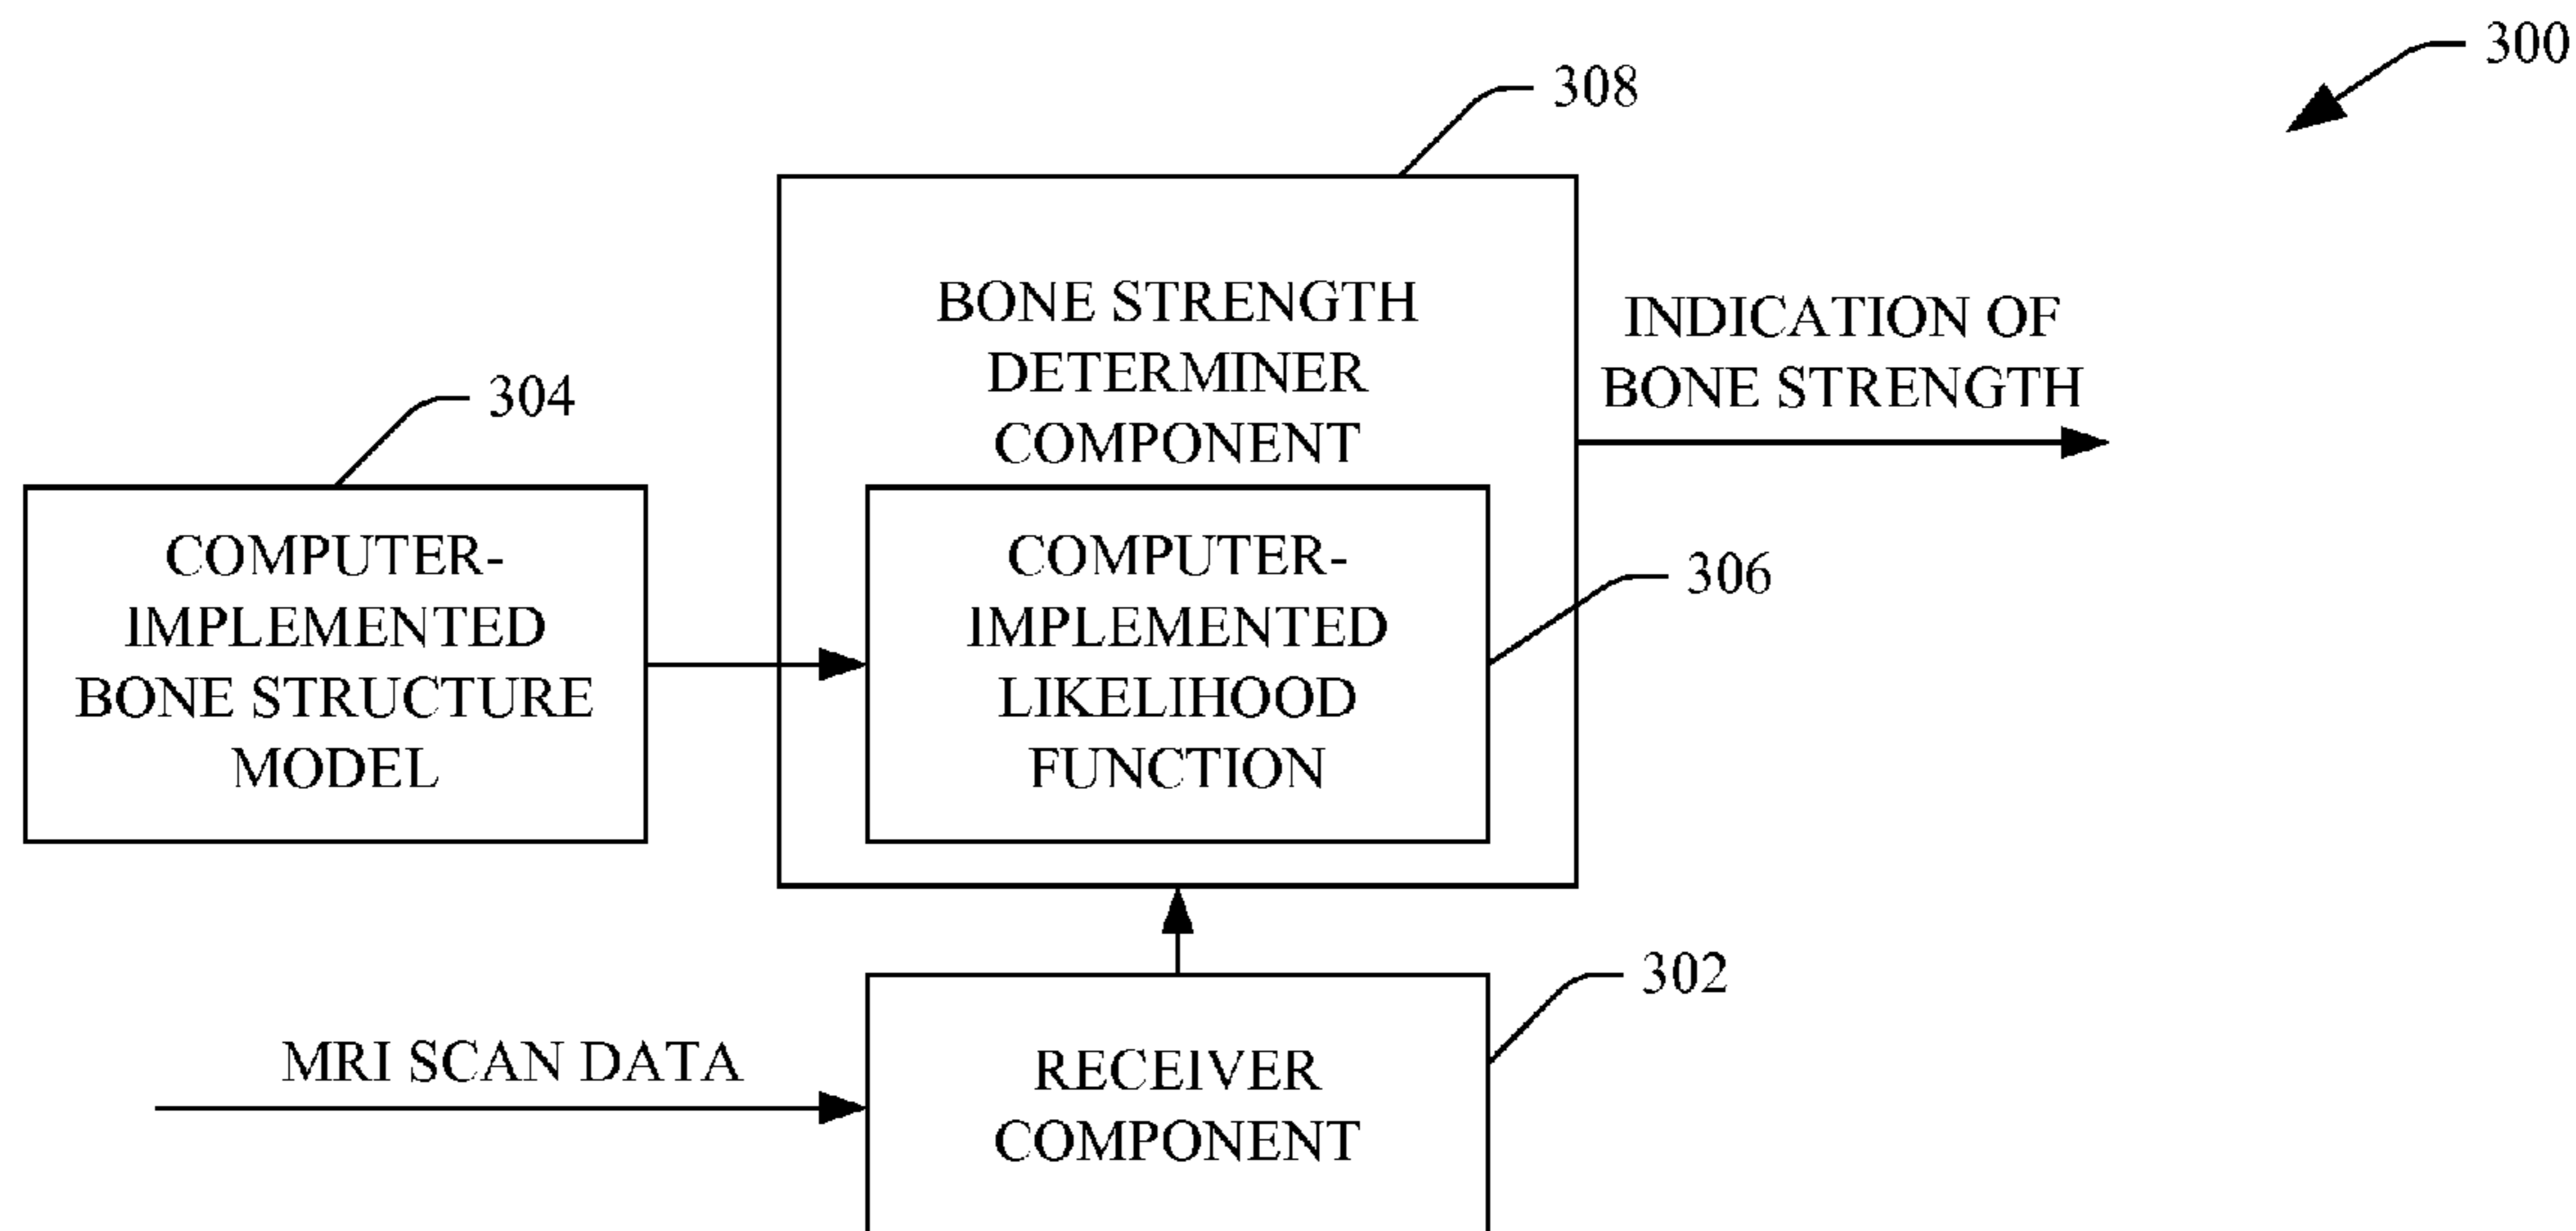 300
308
BONE STRENGTH
DETERMINER
COMPONENT
INDICATION OF
BONE STRENGTH
304
COMPUTER-
IMPLEMENTED
BONE STRUCTURE
MODEL
COMPUTER-
IMPLEMENTED
LIKELIHOOD
FUNCTION
306
302
MRI SCAN DATA
RECEIVER
COMPONENT